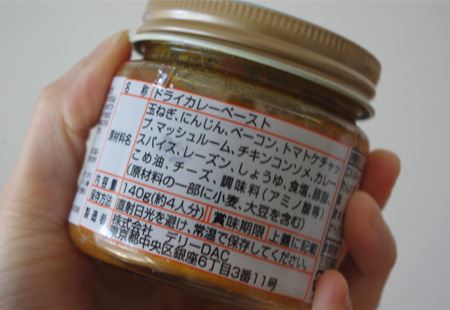 名 称 ドライカレーペースト
原材料名 玉ねぎ、にんじん、ベーコン、トマトケチャッ
プ、マッシュルーム、チキンコンソメ、カレー
スパイス、レーズン、しょうゆ、食塩、
こめ油、チーズ、調味料(アミノ酸等)
(原材料の一部に小麦、大豆を含む)
内容量 140g(約4人分) 賞味期限 上蓋に記載
保存方法 直射日光を避け、常温で保存してください。
製造者 株式会社 デリーDAC
東京都中央区銀座6丁目3番11号